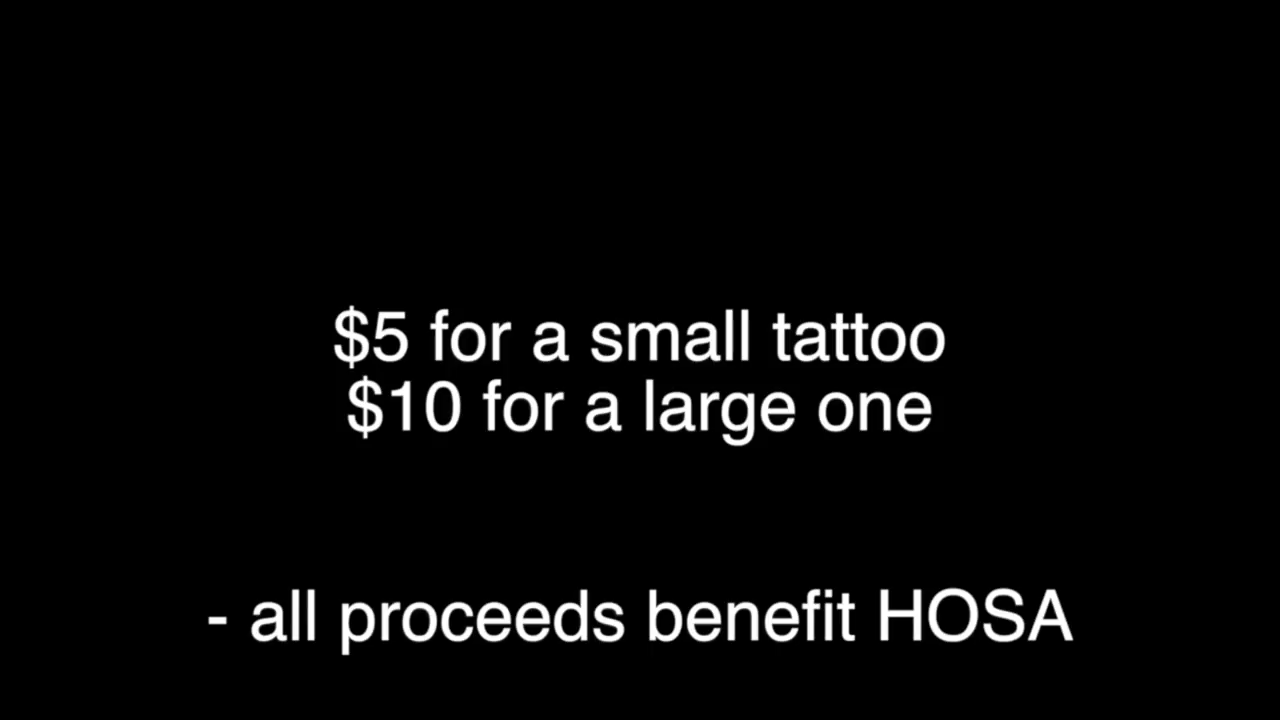 $5 for a small tattoo
$10 for a large one
- all proceeds benefit HOSA